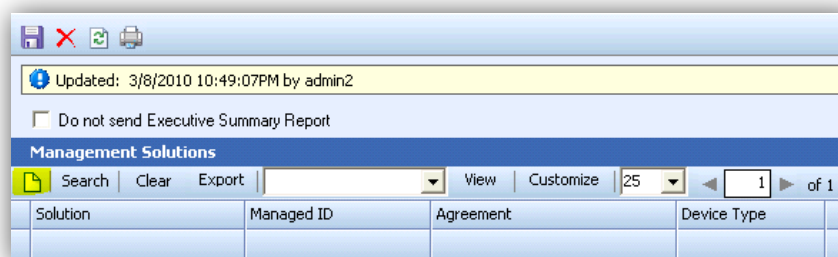 Updated: 3/8/2010 10:49:07PM by admin2
Do not send Executive Summary Report
Management Solutions
Search | Clear Export | View | Customize | 25 1 of 1
Solution Managed ID Agreement Device Type